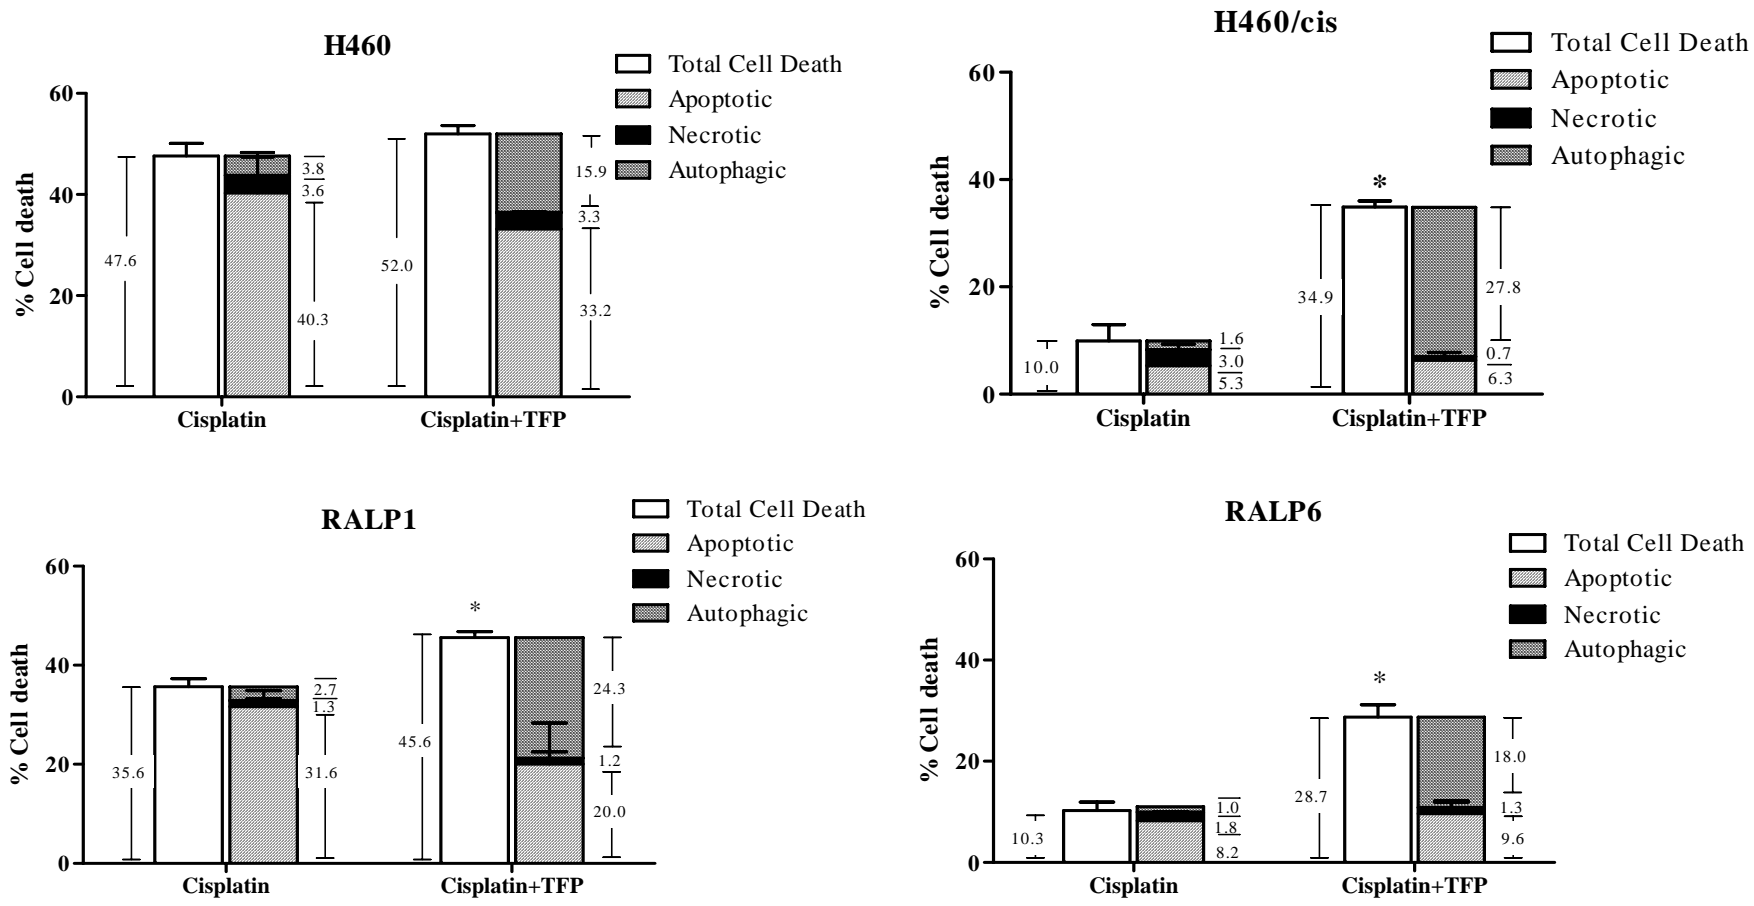 H460
Total Cell Death
Apoptotic
Necrotic
Autophagic
% Cell death
60
40
20
0
47.6
3.8
3.6
40.3
52.0
15.9
3.3
33.2
Cisplatin
Cisplatin+TFP
H460/cis
Total Cell Death
Apoptotic
Necrotic
Autophagic
% Cell death
60
40
20
0
10.0
1.6
3.0
5.3
*
34.9
27.8
0.7
6.3
Cisplatin
Cisplatin+TFP
RALP1
Total Cell Death
Apoptotic
Necrotic
Autophagic
% Cell death
60
40
20
0
35.6
2.7
1.3
31.6
*
45.6
24.3
1.2
20.0
Cisplatin
Cisplatin+TFP
RALP6
Total Cell Death
Apoptotic
Necrotic
Autophagic
% Cell death
60
40
20
0
10.3
1.0
1.8
8.2
*
28.7
18.0
1.3
9.6
Cisplatin
Cisplatin+TFP